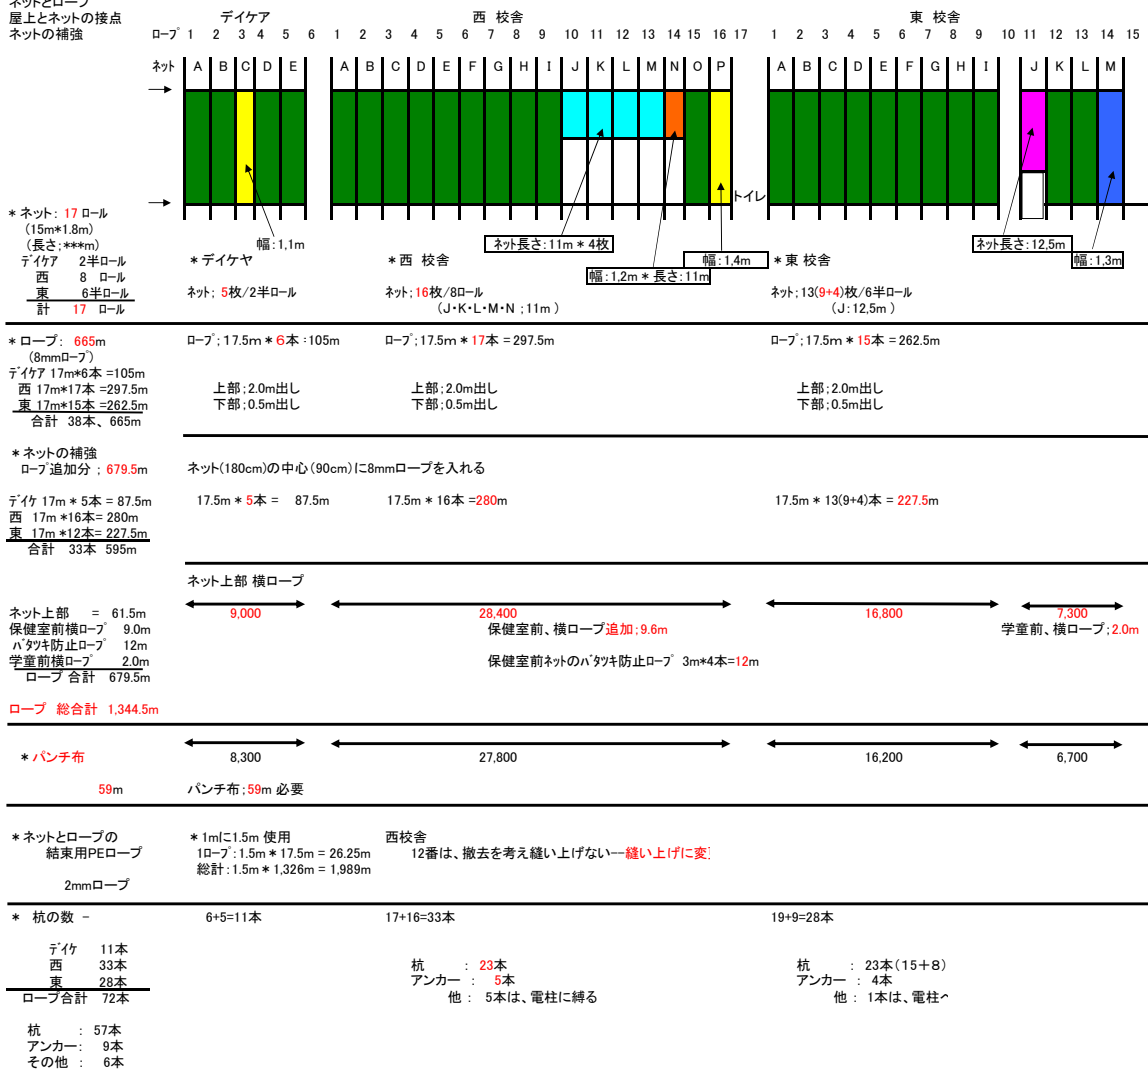 ネットとロープ
屋上とネットの接点
ネットの補強
デイケア 西 校舎 東 校舎
ロープ 1 2 3 4 5 6 1 2 3 4 5 6 7 8 9 10 11 12 13 14 15 16 17 1 2 3 4 5 6 7 8 9 10 11 12 13 14 15
ネット A B C D E A B C D E F G H I J K L M N O P A B C D E F G H I J K L M
トイレ
幅:1,1m
ネット長さ:11m * 4枚
幅:1,2m * 長さ:11m
幅:1,4m
ネット長さ:12,5m
幅:1,3m
* ネット: 17 ロール
(15m*1.8m)
(長さ;***m)
デイケア 2半ロール
西 8 ロール
東 6半ロール
計 17 ロール
* デイケヤ * 西 校舎 * 東 校舎
ネット; 5枚/2半ロール ネット; 16枚/8ロール ネット; 13(9+4)枚/6半ロール
(J・K・L・M・N ;11m ) (J:12,5m )
* ロープ: 665m
(8mmロープ)
デイケア 17m*6本 =105m
西 17m*17本 =297.5m
東 17m*15本 =262.5m
合計 38本、 665m
ロープ; 17.5m * 6本 :105m ロープ; 17.5m * 17本 = 297.5m ロープ; 17.5m * 15本 = 262.5m
上部;2.0m出し 上部;2.0m出し 上部;2.0m出し
下部;0.5m出し 下部;0.5m出し 下部;0.5m出し
* ネットの補強
ロープ追加分 ; 679.5m
ネット(180cm)の中心(90cm)に8mmロープを入れる
デイケ 17m * 5本 = 87.5m
西 17m *16本= 280m
東 17m *12本= 227.5m
合計 33本 595m
17.5m * 5本 = 87.5m 17.5m * 16本 =280m 17.5m * 13(9+4)本 = 227.5m
ネット上部 横ロープ
9,000 28,400 16,800 7,300
ネット上部 = 61.5m
保健室前横ロープ 9.0m
バタツキ防止ロープ 12m
学童前横ロープ 2.0m
ロープ 合計 679.5m
保健室前、横ロープ追加;9.6m 学童前、横ロープ;2.0m
保健室前ネットのバタツキ防止ロープ 3m*4本=12m
ロープ 総合計 1,344.5m
* パンチ布 8,300 27,800 16,200 6,700
59m パンチ布;59m 必要
* ネットとロープの
結束用PEロープ
2mmロープ
* 1mに1.5m 使用
1ロープ:1.5m * 17.5m = 26.25m
総計:1.5m * 1,326m = 1,989m
西校舎
12番は、撤去を考え縫い上げない--縫い上げに変
* 杭の数 - 6+5=11本 17+16=33本 19+9=28本
デイケ 11本
西 33本
東 28本
ロープ合計 72本
杭 : 23本 杭 : 23本(15+8)
アンカー : 5本 アンカー : 4本
他 : 5本は、電柱に縛る 他 : 1本は、電柱へ
杭 : 57本
アンカー: 9本
その他 : 6本